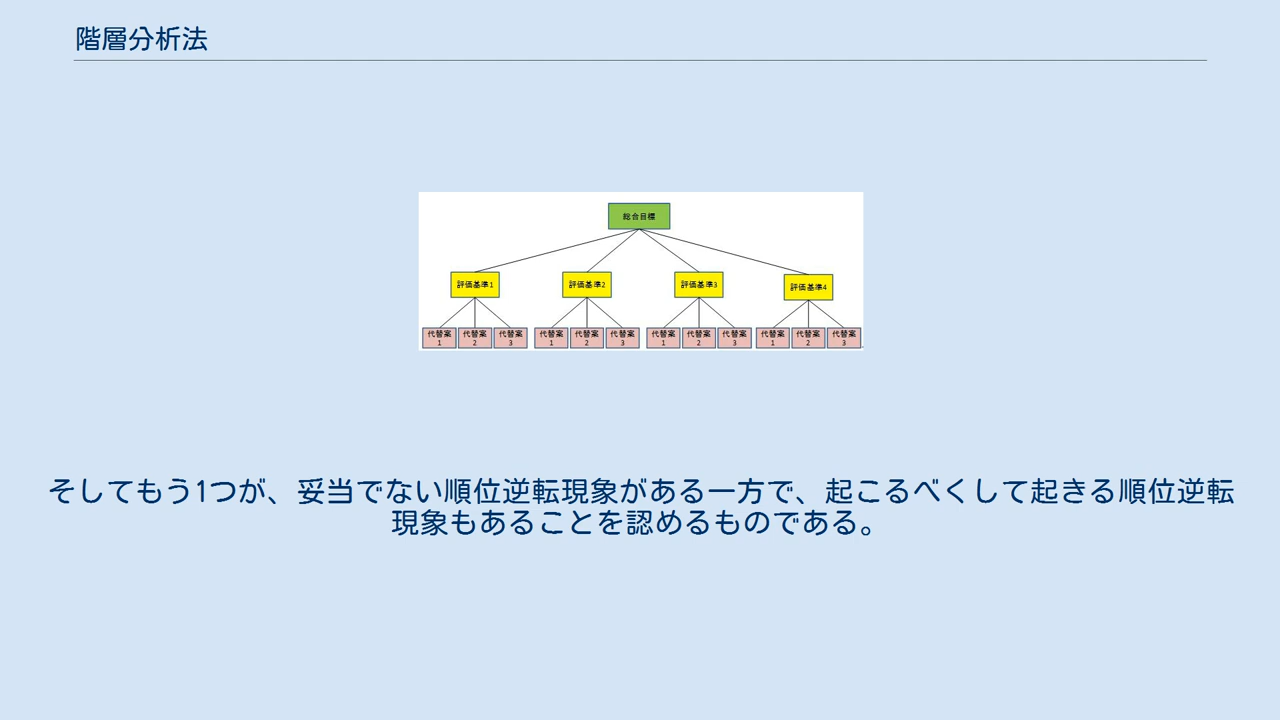 階層分析法
総合目標
評価基準1
評価基準2
評価基準3
評価基準4
代替案
1
代替案
2
代替案
3
代替案
1
代替案
2
代替案
3
代替案
1
代替案
2
代替案
3
代替案
1
代替案
2
代替案
3
そしてもう1つが、妥当でない順位逆転現象がある一方で、起こるべくして起きる順位逆転
現象もあることを認めるものである。